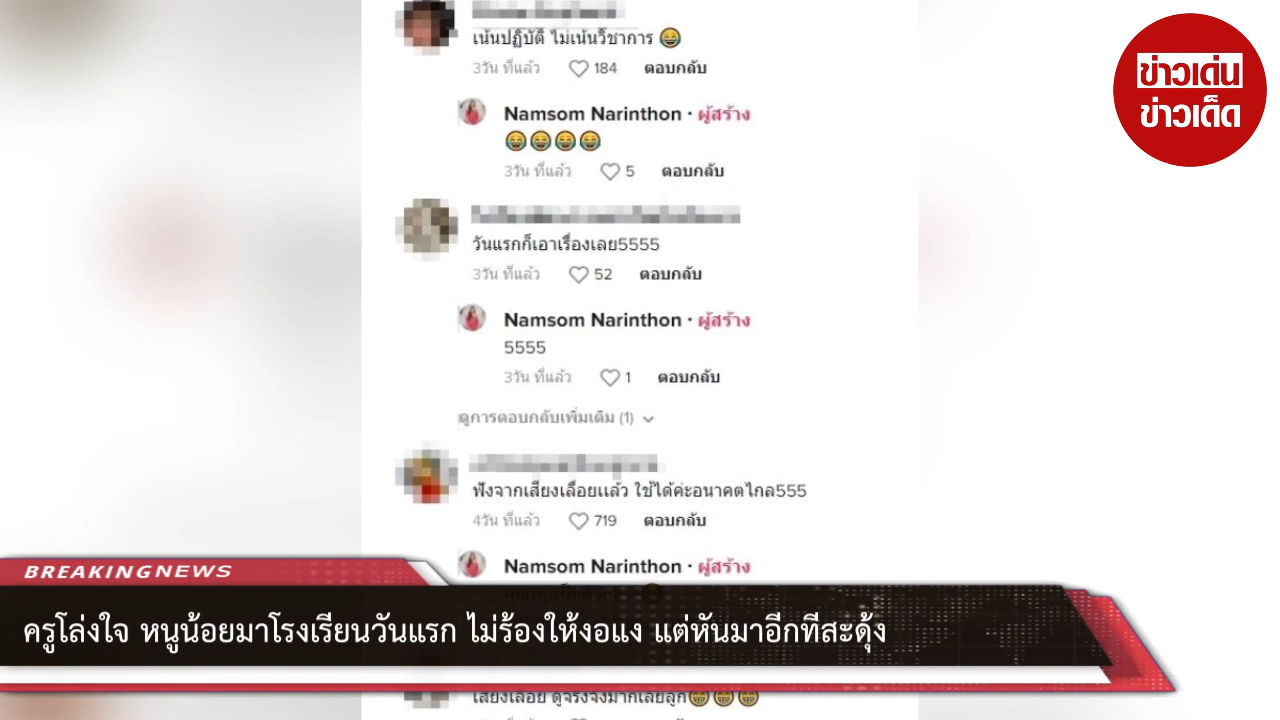 ข่าวเด่น
ข่าวเด็ด
เน้นปฏิบัติ ไม่เน้นวิชาการ 😂
3วัน ที่แล้ว 184 ตอบกลับ
Namsom Narinthon · ผู้สร้าง
😂😂😂😂
3วัน ที่แล้ว 5 ตอบกลับ
วันแรกก็เอาเรื่องเลย5555
3วัน ที่แล้ว 52 ตอบกลับ
Namsom Narinthon · ผู้สร้าง
5555
3วัน ที่แล้ว 1 ตอบกลับ
ดูการตอบกลับเพิ่มเติม (1)
ฟังจากเสียงเลื่อยแล้ว ใช้ได้ค่ะอนาคตไกล555
4วัน ที่แล้ว 719 ตอบกลับ
Namsom Narinthon · ผู้สร้าง
BREAKINGNEWS
ครูโล่งใจ หนูน้อยมาโรงเรียนวันแรก ไม่ร้องไห้งอแง แต่หันมาอีกทีสะดุ้ง
เสียงเลื่อย ดูจริงจังมากเลยลูก😁😁😁